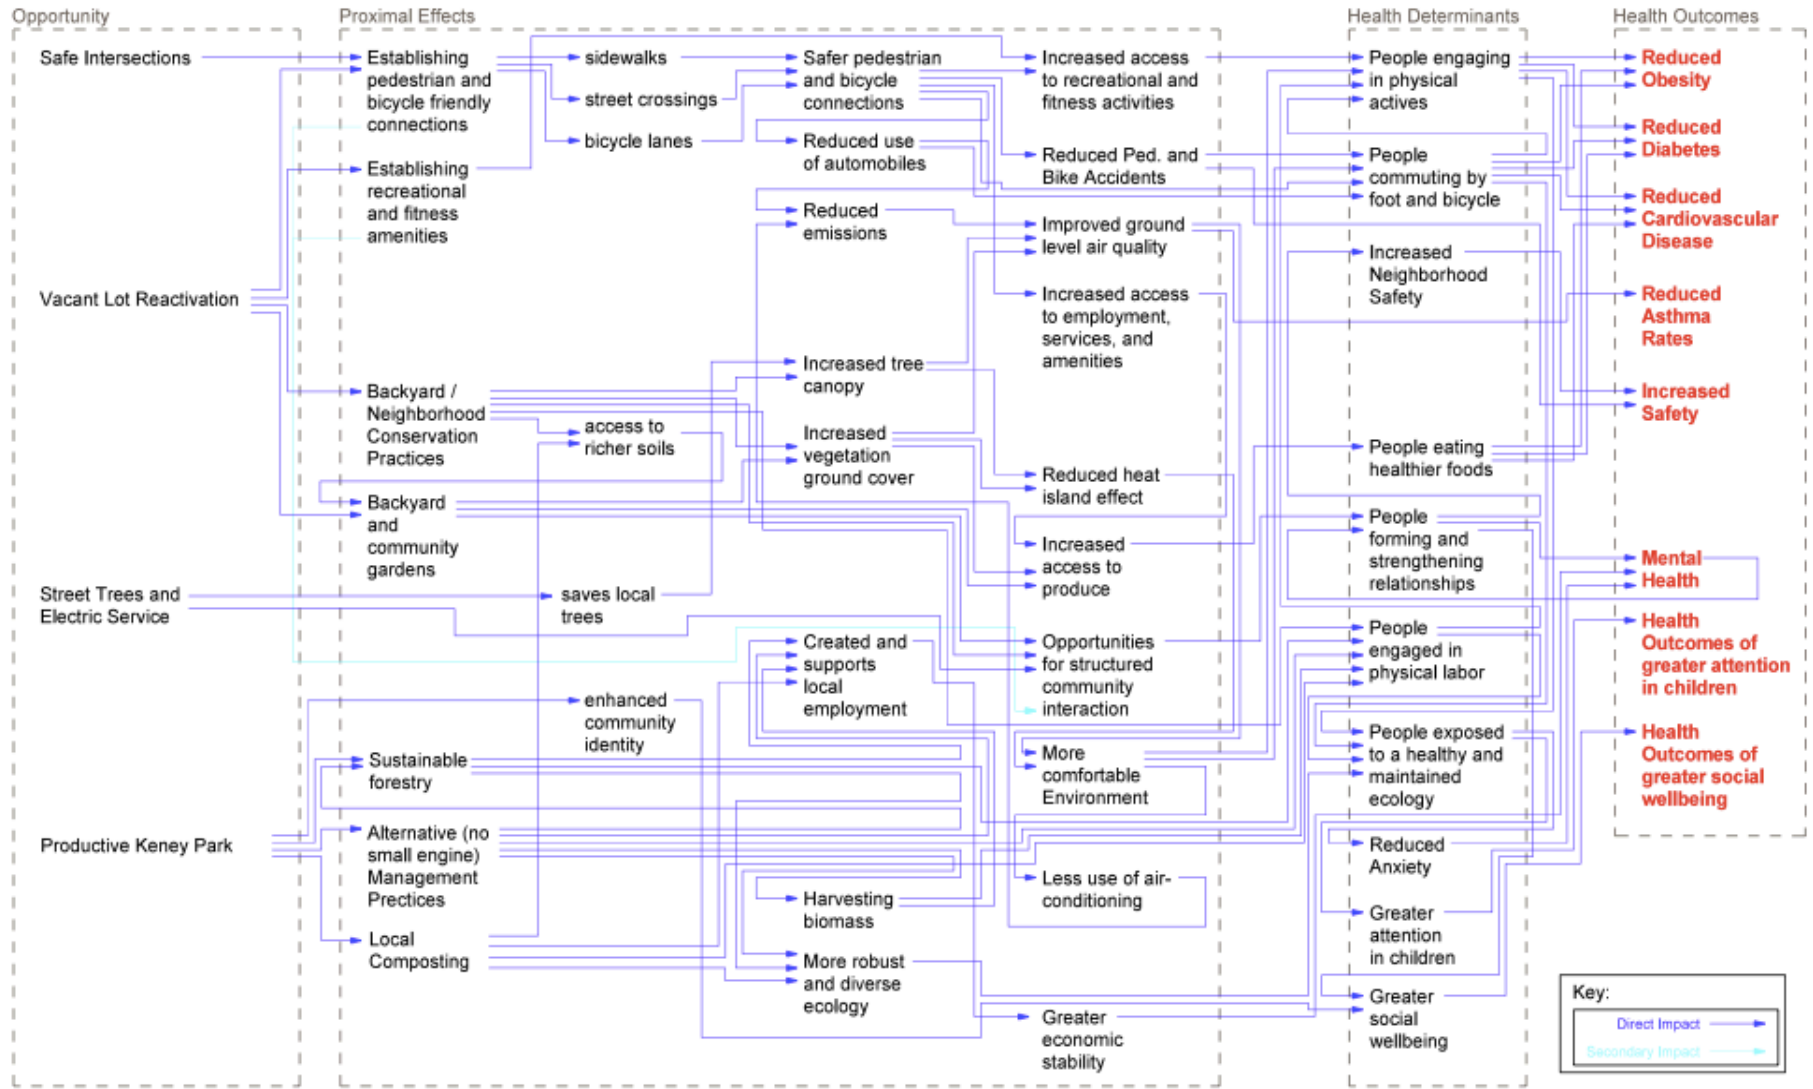 Opportunity
Proximal Effects
Health Determinants
Health Outcomes
Safe Intersections
Vacant Lot Reactivation
Street Trees and
Electric Service
Productive Keney Park
Establishing
pedestrian and
bicycle friendly
connections
Establishing
recreational
and fitness
amenities
Backyard /
Neighborhood
Conservation
Practices
Backyard
and
community
gardens
Sustainable
forestry
Alternative (no
small engine)
Management
Prectices
Local
Composting
sidewalks
street crossings
bicycle lanes
access to
richer soils
saves local
trees
enhanced
community
identity
Safer pedestrian
and bicycle
connections
Reduced use
of automobiles
Reduced
emissions
Increased tree
canopy
Increased
vegetation
ground cover
Created and
supports
local
employment
Harvesting
biomass
More robust
and diverse
ecology
Increased access
to recreational and
fitness activities
Reduced Ped. and
Bike Accidents
Improved ground
level air quality
Increased access
to employment,
services, and
amenities
Reduced heat
island effect
Increased
access to
produce
Opportunities
for structured
community
interaction
More
comfortable
Environment
Less use of air-
conditioning
Greater
economic
stability
People engaging
in physical
actives
People
commuting by
foot and bicycle
Increased
Neighborhood
Safety
People eating
healthier foods
People
forming and
strengthening
relationships
People
engaged in
physical labor
People exposed
to a healthy and
maintained
ecology
Reduced
Anxiety
Greater
attention
in children
Greater
social
wellbeing
Reduced
Obesity
Reduced
Diabetes
Reduced
Cardiovascular
Disease
Reduced
Asthma
Rates
Increased
Safety
Mental
Health
Health
Outcomes of
greater attention
in children
Health
Outcomes of
greater social
wellbeing
Key:
Direct Impact
Secondary Impact